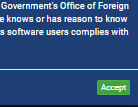 Government's Office of Foreign
e knows or has reason to know
s software users complies with
Accept